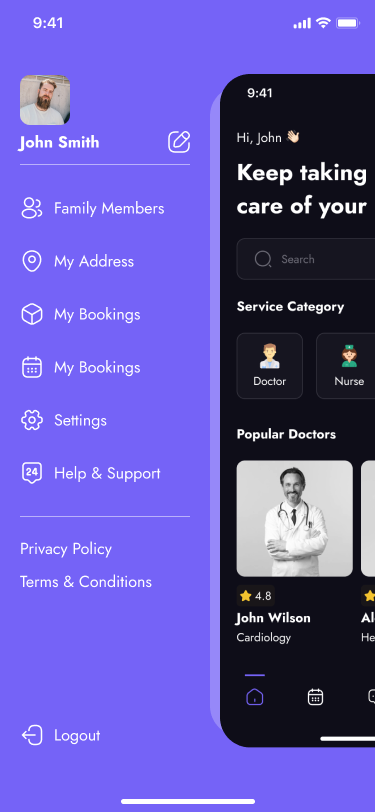 9:41
John Smith
Family Members
My Address
My Bookings
My Bookings
Settings
24
Help & Support
Privacy Policy
Terms & Conditions
Logout
9:41
Hi, John 👋🏻
Keep taking
care of your
Search
Service Category
Doctor
Nurse
Popular Doctors
4.8
John Wilson
Al
Cardiology
He